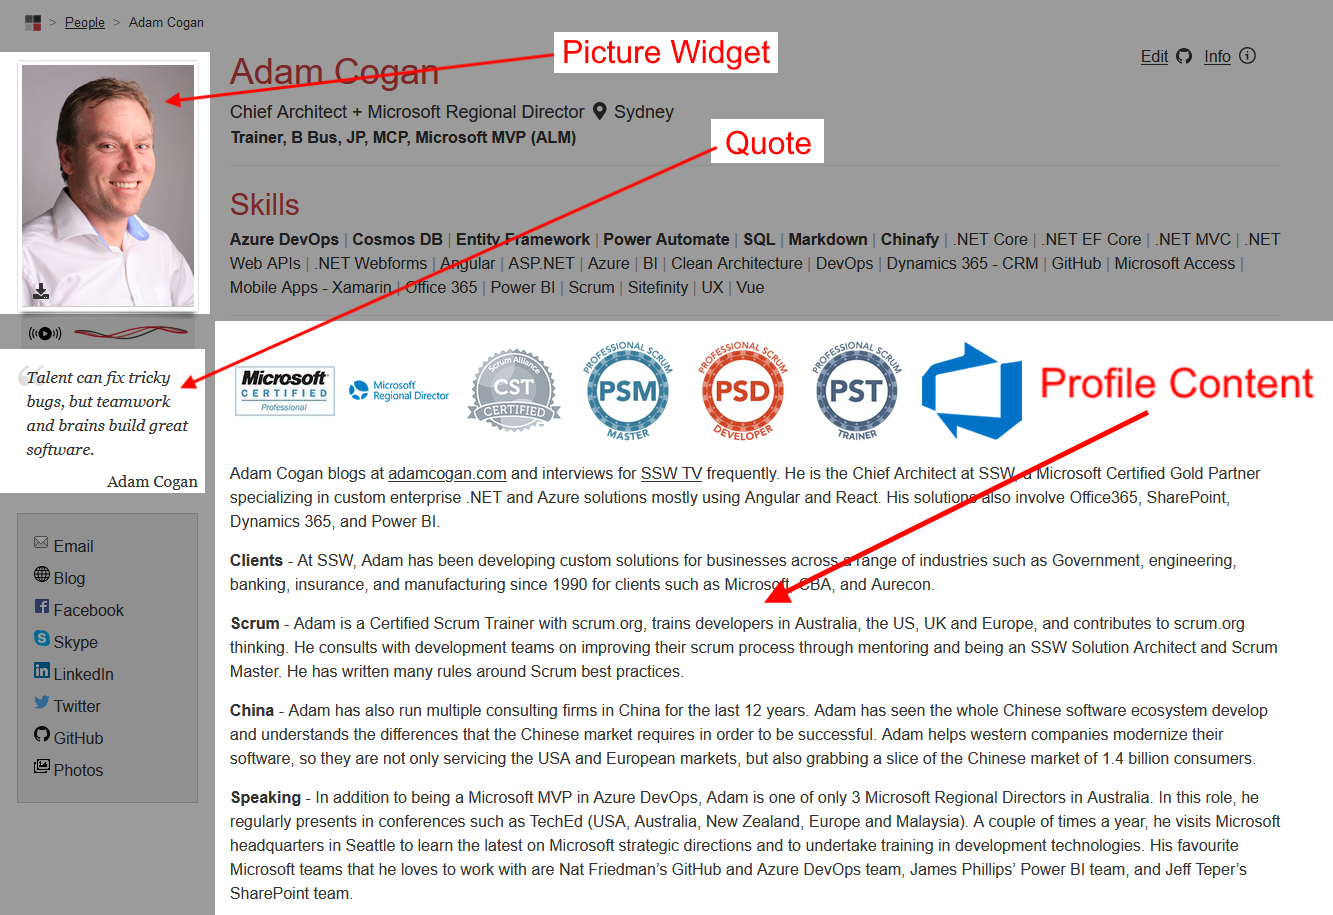 > People > Adam Cogan
Picture Widget
Edit Info
Adam Cogan
Chief Architect + Microsoft Regional Director Sydney
Trainer, B Bus, JP, MCP, Microsoft MVP (ALM)
Quote
Skills
Azure DevOps | Cosmos DB | Entity Framework | Power Automate | SQL | Markdown | Chinafy | .NET Core | .NET EF Core | .NET MVC | .NET
Web APIs | .NET Webforms | Angular | ASP.NET | Azure | BI | Clean Architecture | DevOps | Dynamics 365 - CRM | GitHub | Microsoft Access |
Mobile Apps - Xamarin | Office 365 | Power BI | Scrum | Sitefinity | UX | Vue
“Talent can fix tricky
bugs, but teamwork
and brains build great
software.
Adam Cogan
Email
Blog
Facebook
Skype
LinkedIn
Twitter
GitHub
Photos
Microsoft
CERTIFIED
Professional
Microsoft
Regional Director
Scrum Alliance
CST
CERTIFIED
PROFESSIONAL SCRUM
PSM
MASTER
PROFESSIONAL SCRUM
PSD
DEVELOPER
PROFESSIONAL SCRUM
PST
TRAINER
Profile Content
Adam Cogan blogs at adamcogan.com and interviews for SSW TV frequently. He is the Chief Architect at SSW, a Microsoft Certified Gold Partner
specializing in custom enterprise .NET and Azure solutions mostly using Angular and React. His solutions also involve Office365, SharePoint,
Dynamics 365, and Power BI.
Clients - At SSW, Adam has been developing custom solutions for businesses across a range of industries such as Government, engineering,
banking, insurance, and manufacturing since 1990 for clients such as Microsoft, CBA, and Aurecon.
Scrum - Adam is a Certified Scrum Trainer with scrum.org, trains developers in Australia, the US, UK and Europe, and contributes to scrum.org
thinking. He consults with development teams on improving their scrum process through mentoring and being an SSW Solution Architect and Scrum
Master. He has written many rules around Scrum best practices.
China - Adam has also run multiple consulting firms in China for the last 12 years. Adam has seen the whole Chinese software ecosystem develop
and understands the differences that the Chinese market requires in order to be successful. Adam helps western companies modernize their
software, so they are not only servicing the USA and European markets, but also grabbing a slice of the Chinese market of 1.4 billion consumers.
Speaking - In addition to being a Microsoft MVP in Azure DevOps, Adam is one of only 3 Microsoft Regional Directors in Australia. In this role, he
regularly presents in conferences such as TechEd (USA, Australia, New Zealand, Europe and Malaysia). A couple of times a year, he visits Microsoft
headquarters in Seattle to learn the latest on Microsoft strategic directions and to undertake training in development technologies. His favourite
Microsoft teams that he loves to work with are Nat Friedman’s GitHub and Azure DevOps team, James Phillips’ Power BI team, and Jeff Teper’s
SharePoint team.